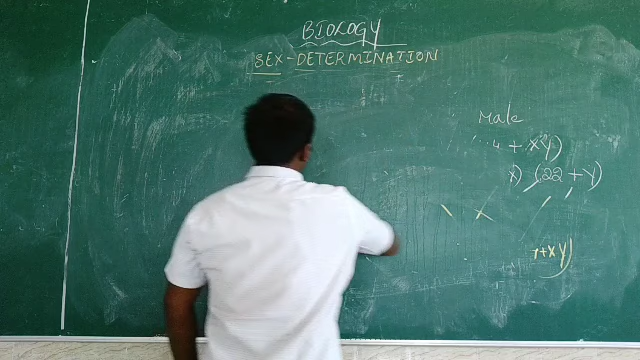 BIOLOGY
SEX-DETERMINATION
Male
4 + XY)
X) (22 + Y)
+XY)